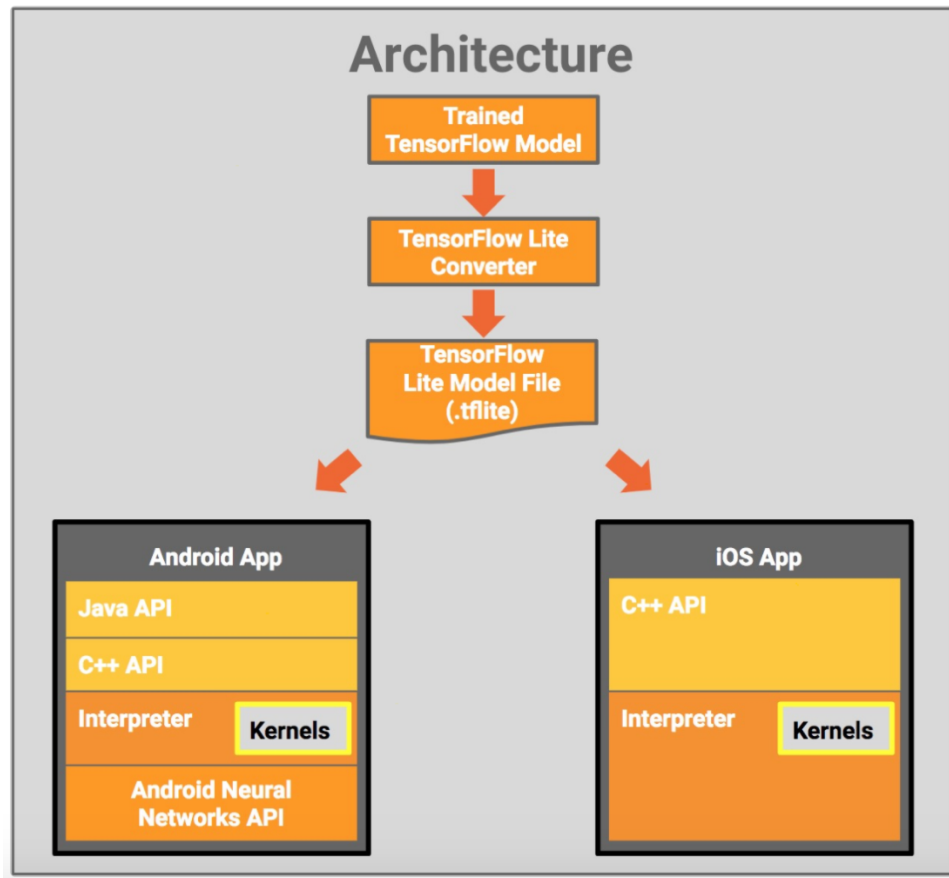 Architecture
Trained
TensorFlow Model
TensorFlow Lite
Converter
TensorFlow
Lite Model File
(.tflite)
Android App
Java API
C++ API
Interpreter
Kernels
Android Neural
Networks API
iOS App
C++ API
Interpreter
Kernels